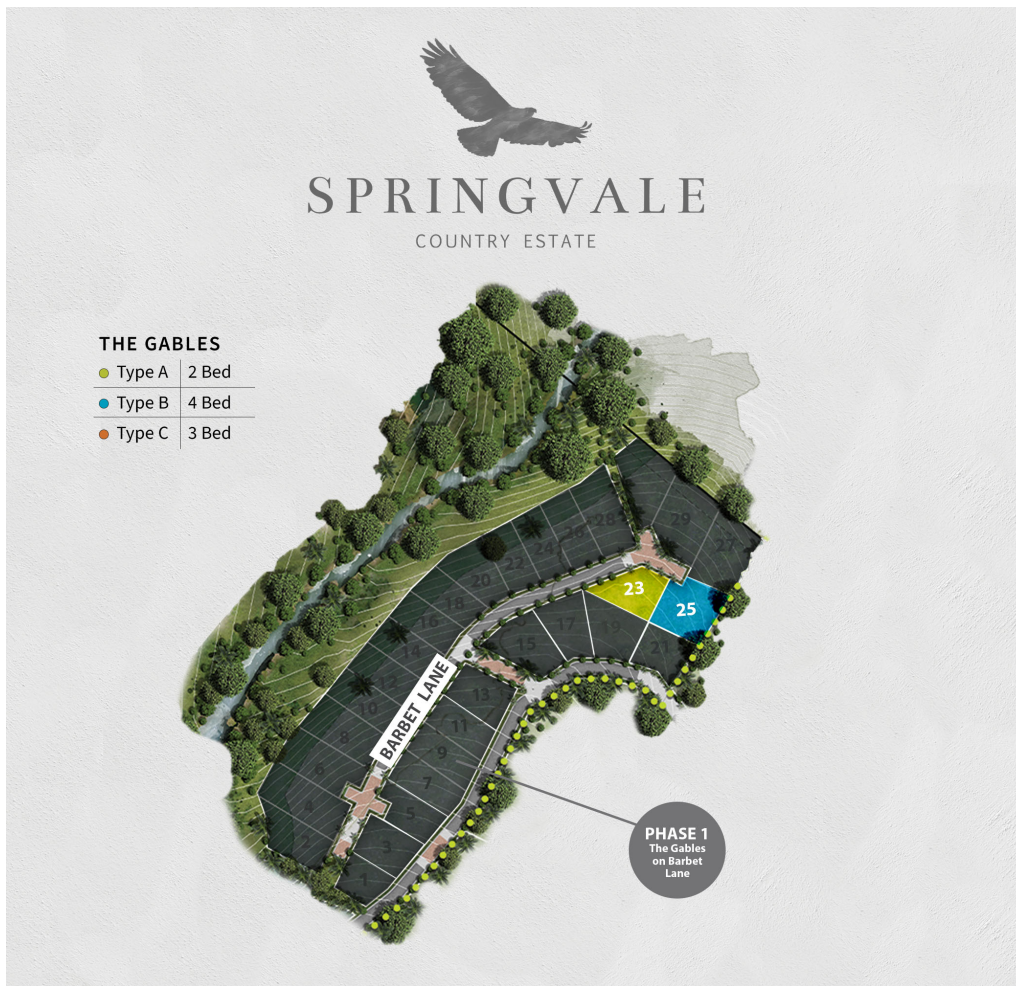 SPRINGVALE
COUNTRY ESTATE
THE GABLES
Type A 2 Bed
Type B 4 Bed
Type C 3 Bed
28
26
29
24
27
22
20
23
18
25
16
17
19
15
21
14
12
13
10
11
8
9
6
7
4
5
2
3
1
BARBET LANE
PHASE 1
The Gables
on Barbet
Lane